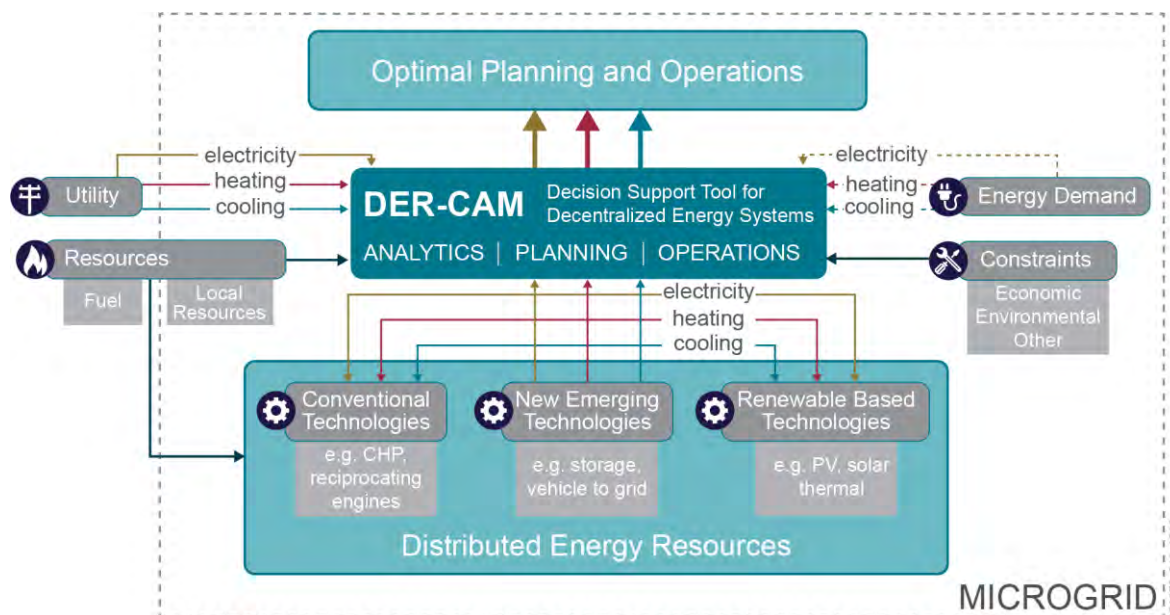 Optimal Planning and Operations
electricity
heating
cooling
Utility
DER-CAM
Decision Support Tool for
Decentralized Energy Systems
ANALYTICS | PLANNING | OPERATIONS
electricity
heating
cooling
Energy Demand
Resources
Fuel
Local
Resources
Constraints
Economic
Environmental
Other
electricity
heating
cooling
Conventional
Technologies
e.g. CHP,
reciprocating
engines
New Emerging
Technologies
e.g. storage,
vehicle to grid
Renewable Based
Technologies
e.g. PV, solar
thermal
Distributed Energy Resources
MICROGRID